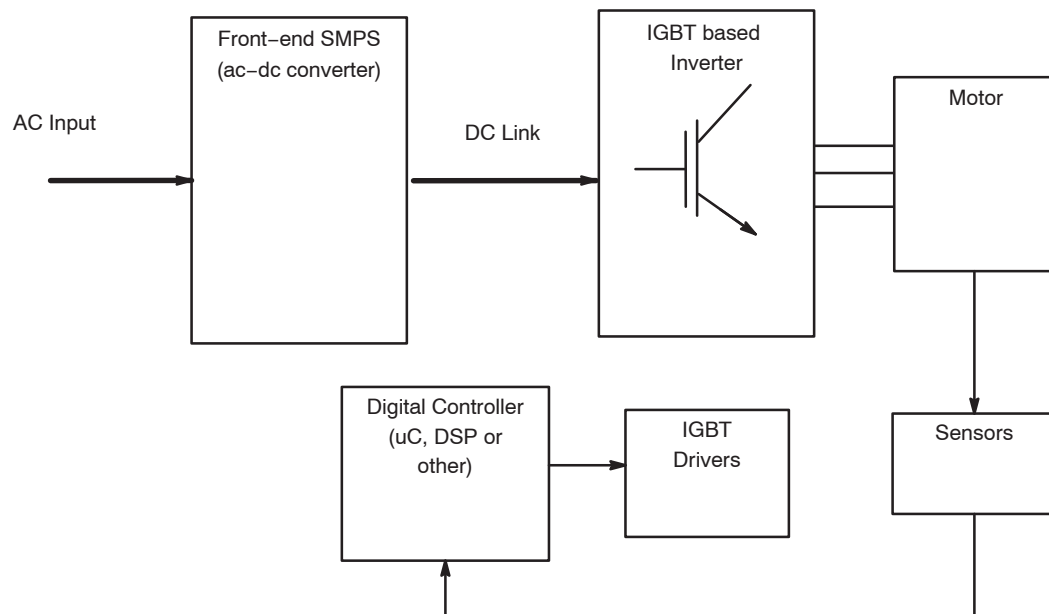 Front−end SMPS
(ac−dc converter)
IGBT based
Inverter
Motor
AC Input
DC Link
Digital Controller
(uC, DSP or
other)
IGBT
Drivers
Sensors